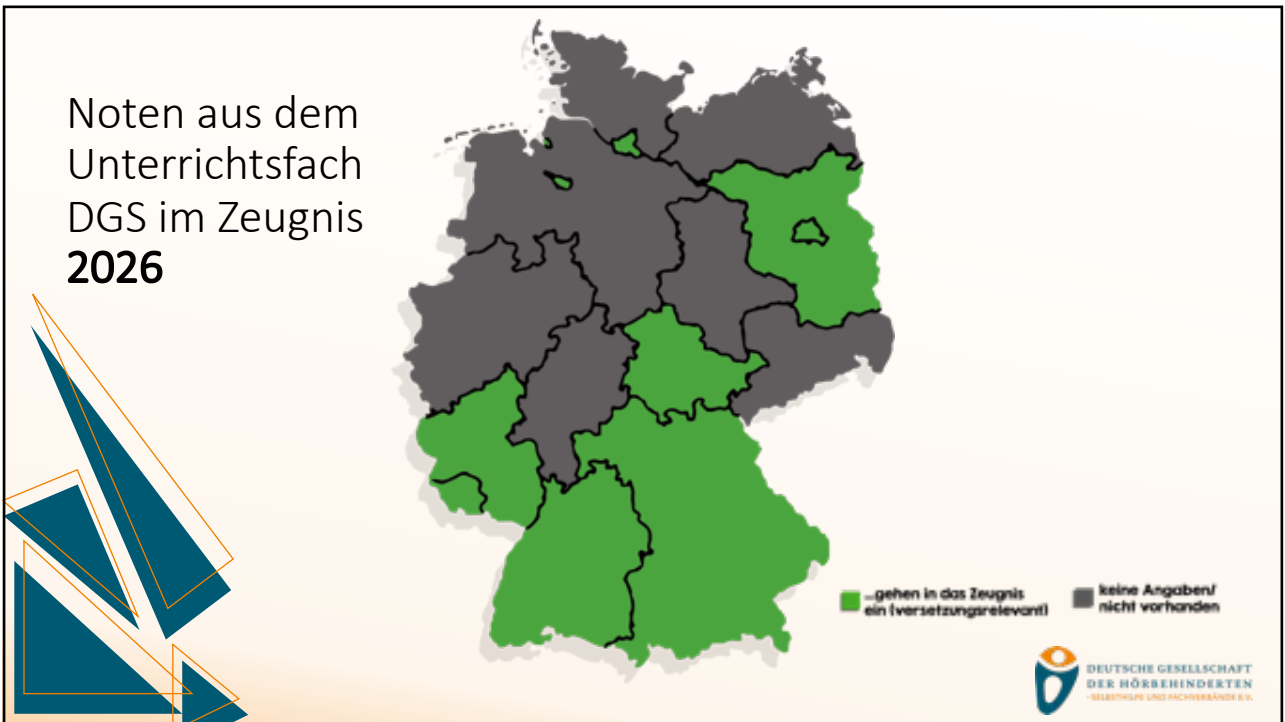 Noten aus dem
Unterrichtsfach
DGS im Zeugnis
2026
...gehen in das Zeugnis
ein (versetzungsrelevant)
keine Angaben/
nicht vorhanden
DEUTSCHE GESELLSCHAFT
DER HÖRBEHINDERTEN
-SELBSTHILFE UND FACHVERBÄNDE E.V.